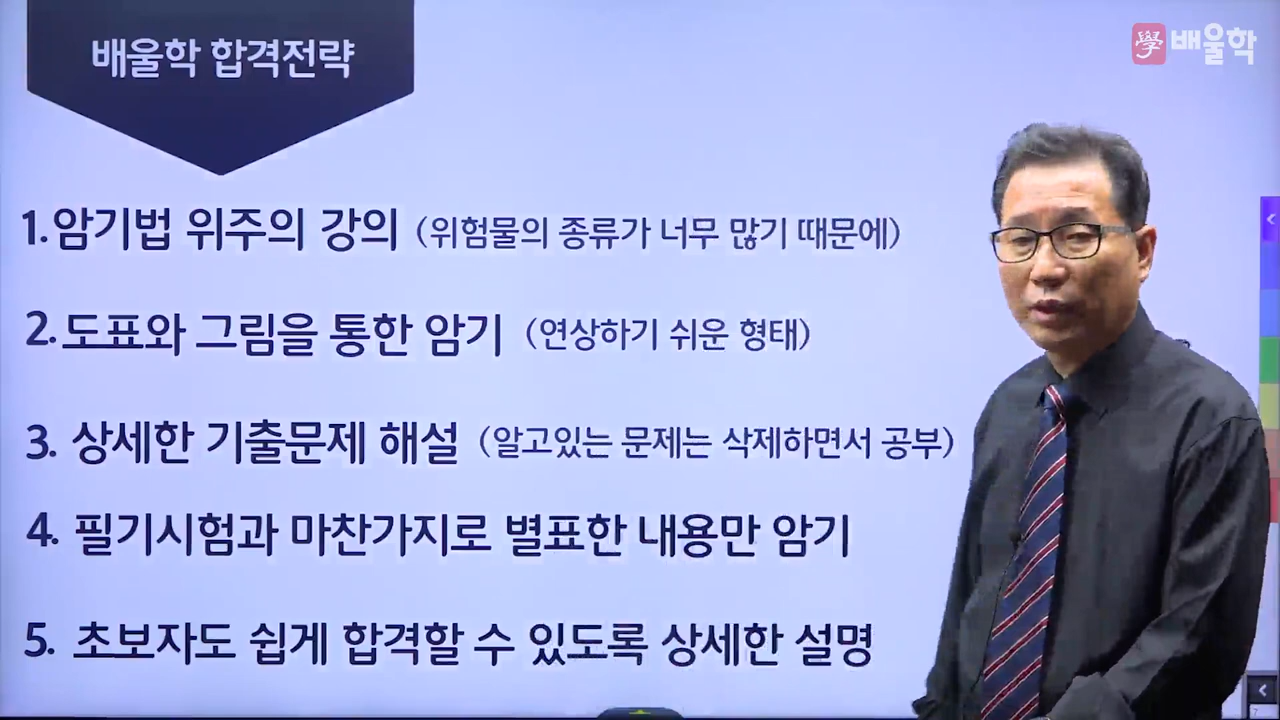 배울학 합격전략
學 배울학
1. 암기법 위주의 강의 (위험물의 종류가 너무 많기 때문에)
2. 도표와 그림을 통한 암기 (연상하기 쉬운 형태)
3. 상세한 기출문제 해설 (알고있는 문제는 삭제하면서 공부)
4. 필기시험과 마찬가지로 별표한 내용만 암기
5. 초보자도 쉽게 합격할 수 있도록 상세한 설명